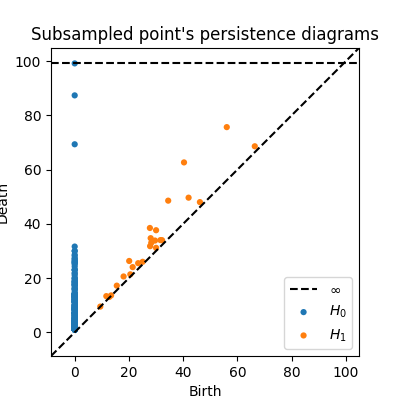 Subsampled point's persistence diagrams
100
80
60
40
20
0
Death
∞
H₀
H₁
0 20 40 60 80 100
Birth